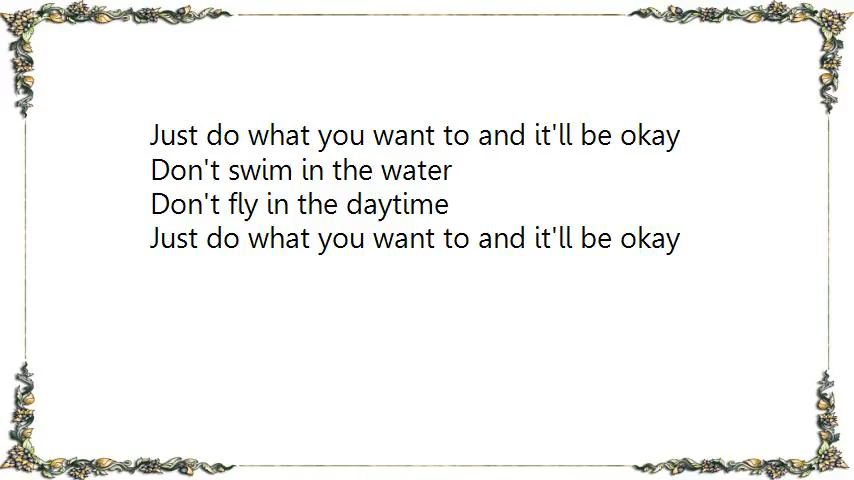 Just do what you want to and it'll be okay
Don't swim in the water
Don't fly in the daytime
Just do what you want to and it'll be okay